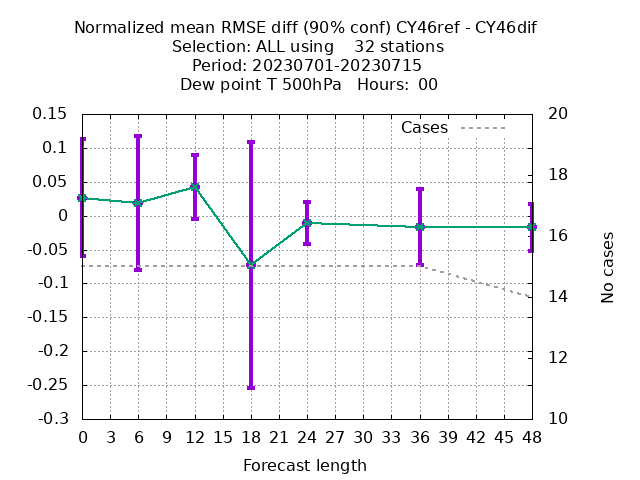 Normalized mean RMSE diff (90% conf) CY46ref - CY46dif
Selection: ALL using    32 stations
Period: 20230701-20230715
Dew point T 500hPa   Hours:  00
Cases
0.15
0.1
0.05
0
-0.05
-0.1
-0.15
-0.2
-0.25
-0.3
20
18
16
14
12
10
No cases
0 3 6 9 12 15 18 21 24 27 30 33 36 39 42 45 48
Forecast length